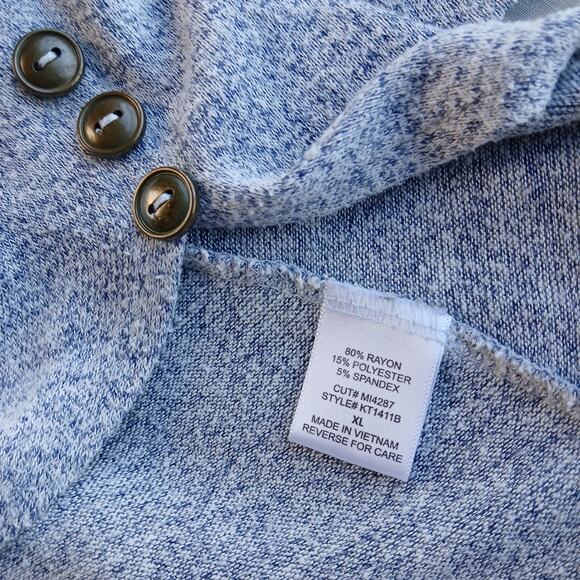 80% RAYON
15% POLYESTER
5% SPANDEX
CUT# MI4287
STYLE# KT1411B
XL
MADE IN VIETNAM
REVERSE FOR CARE